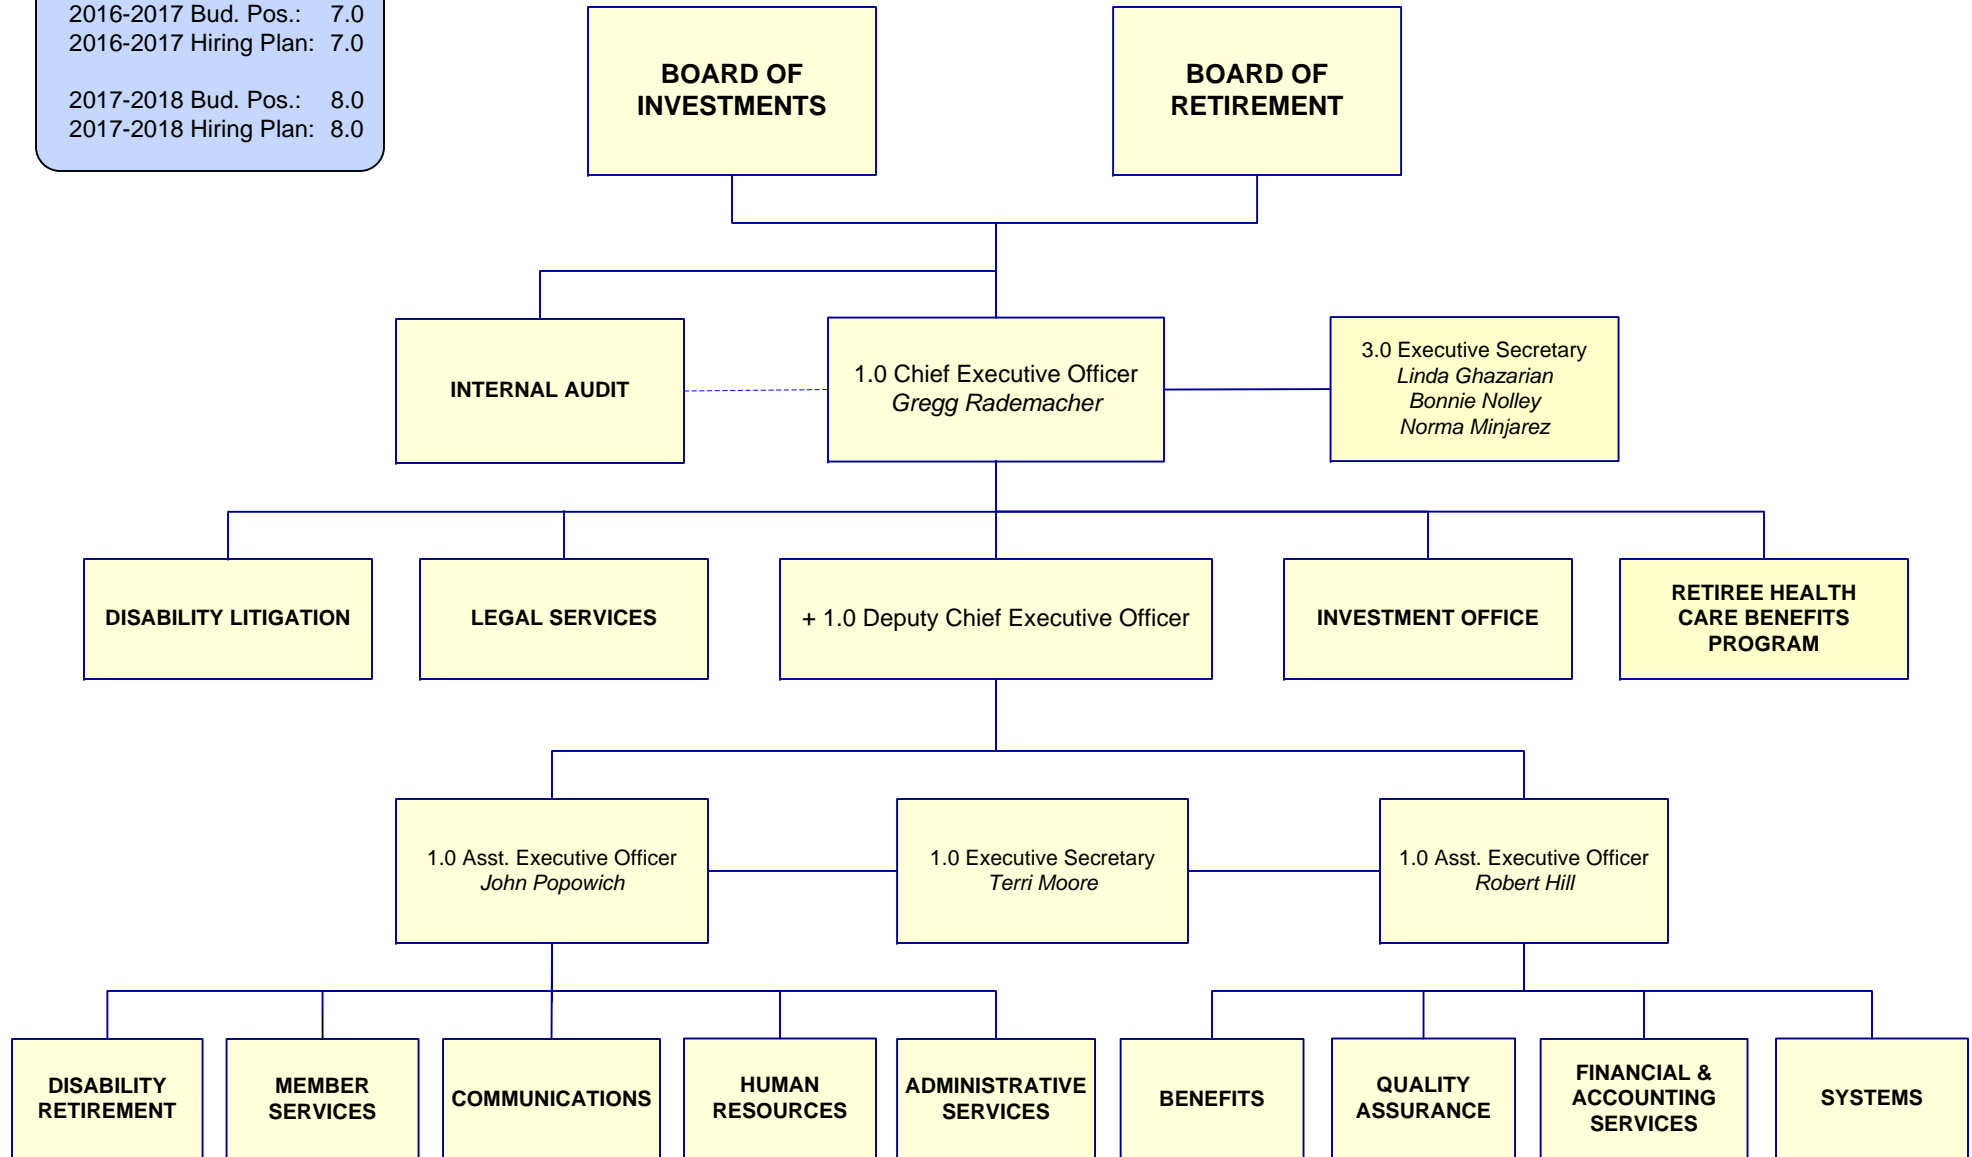 2016-2017 Bud. Pos.: 7.0
2016-2017 Hiring Plan: 7.0
2017-2018 Bud. Pos.: 8.0
2017-2018 Hiring Plan: 8.0
BOARD OF
INVESTMENTS
BOARD OF
RETIREMENT
INTERNAL AUDIT
1.0 Chief Executive Officer
Gregg Rademacher
3.0 Executive Secretary
Linda Ghazarian
Bonnie Nolley
Norma Minjarez
DISABILITY LITIGATION
LEGAL SERVICES
+ 1.0 Deputy Chief Executive Officer
INVESTMENT OFFICE
RETIREE HEALTH
CARE BENEFITS
PROGRAM
1.0 Asst. Executive Officer
John Popowich
1.0 Executive Secretary
Terri Moore
1.0 Asst. Executive Officer
Robert Hill
DISABILITY
RETIREMENT
MEMBER
SERVICES
COMMUNICATIONS
HUMAN
RESOURCES
ADMINISTRATIVE
SERVICES
BENEFITS
QUALITY
ASSURANCE
FINANCIAL &
ACCOUNTING
SERVICES
SYSTEMS